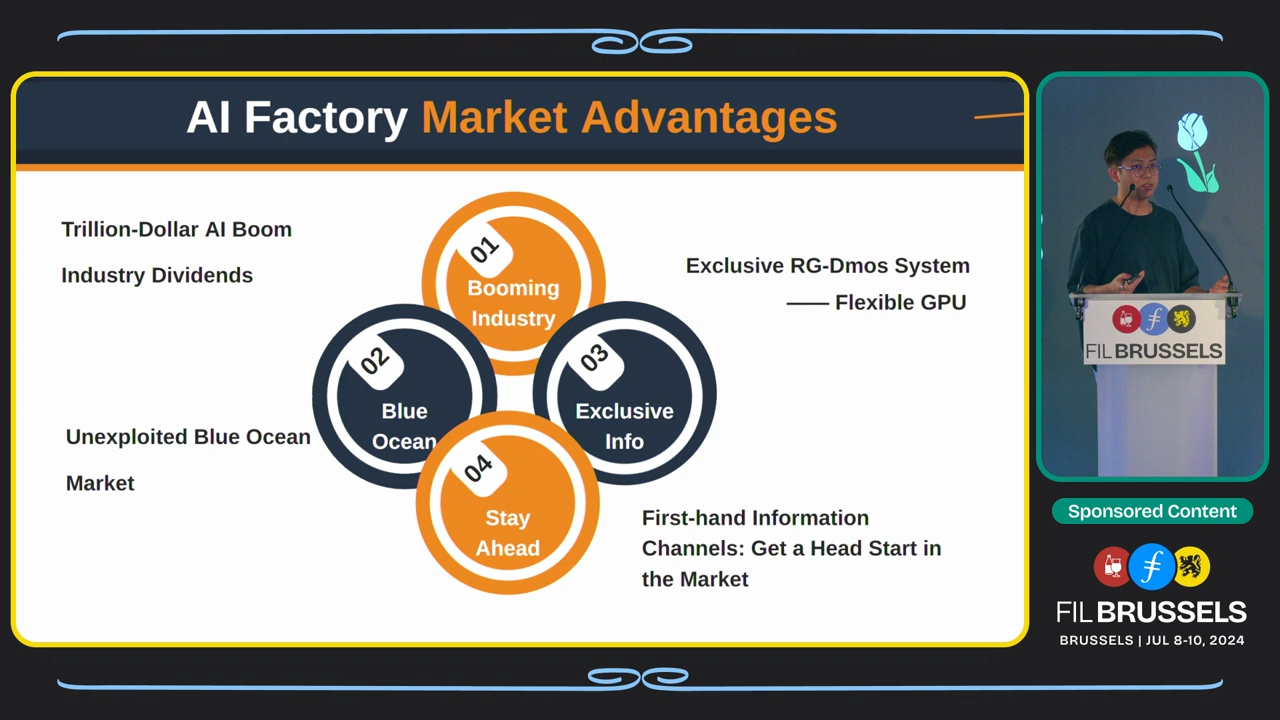 AI Factory Market Advantages
Trillion-Dollar AI Boom
Industry Dividends
01
Booming
Industry
Exclusive RG-Dmos System
—— Flexible GPU
02
Blue
Ocean
03
Exclusive
Info
Unexploited Blue Ocean
Market
04
Stay
Ahead
First-hand Information
Channels: Get a Head Start in
the Market
FIL BRUSSELS
Sponsored Content
FIL BRUSSELS
BRUSSELS | JUL 8-10, 2024